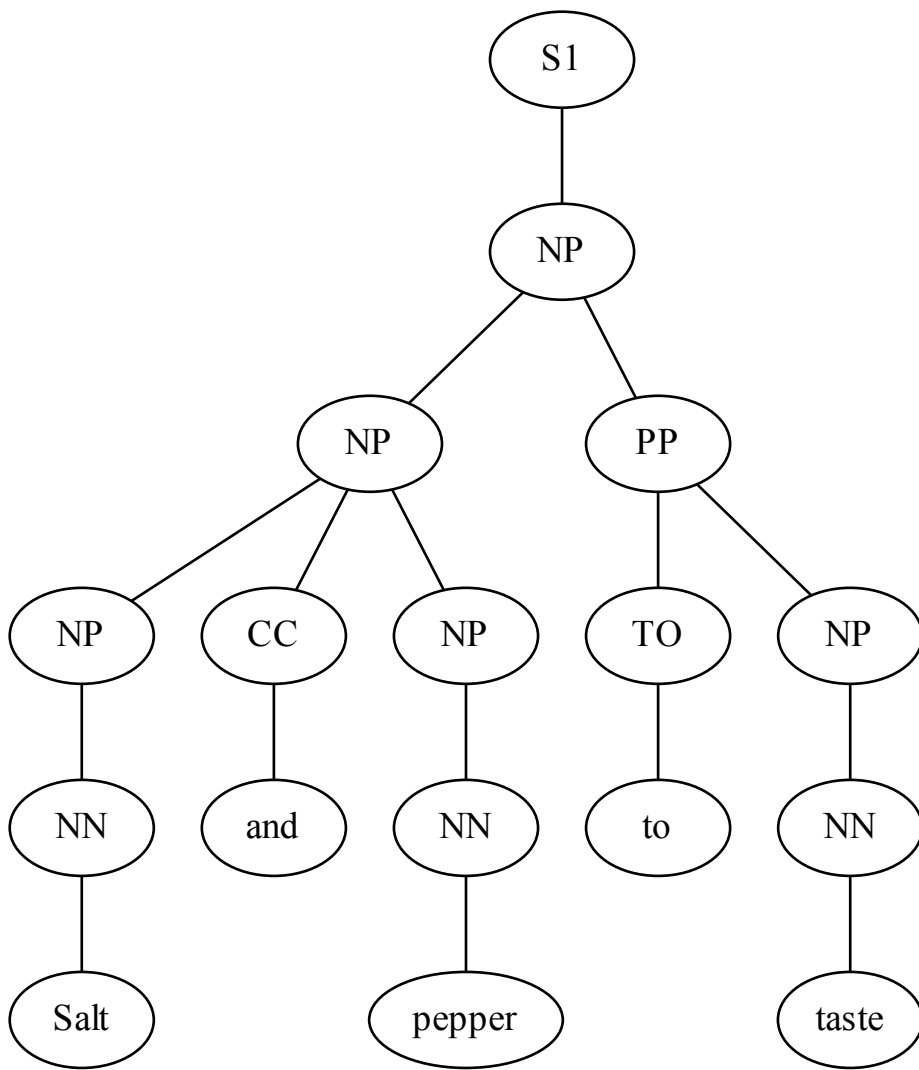 S1
NP
NP PP
NP CC NP TO NP
NN and NN to NN
Salt pepper taste